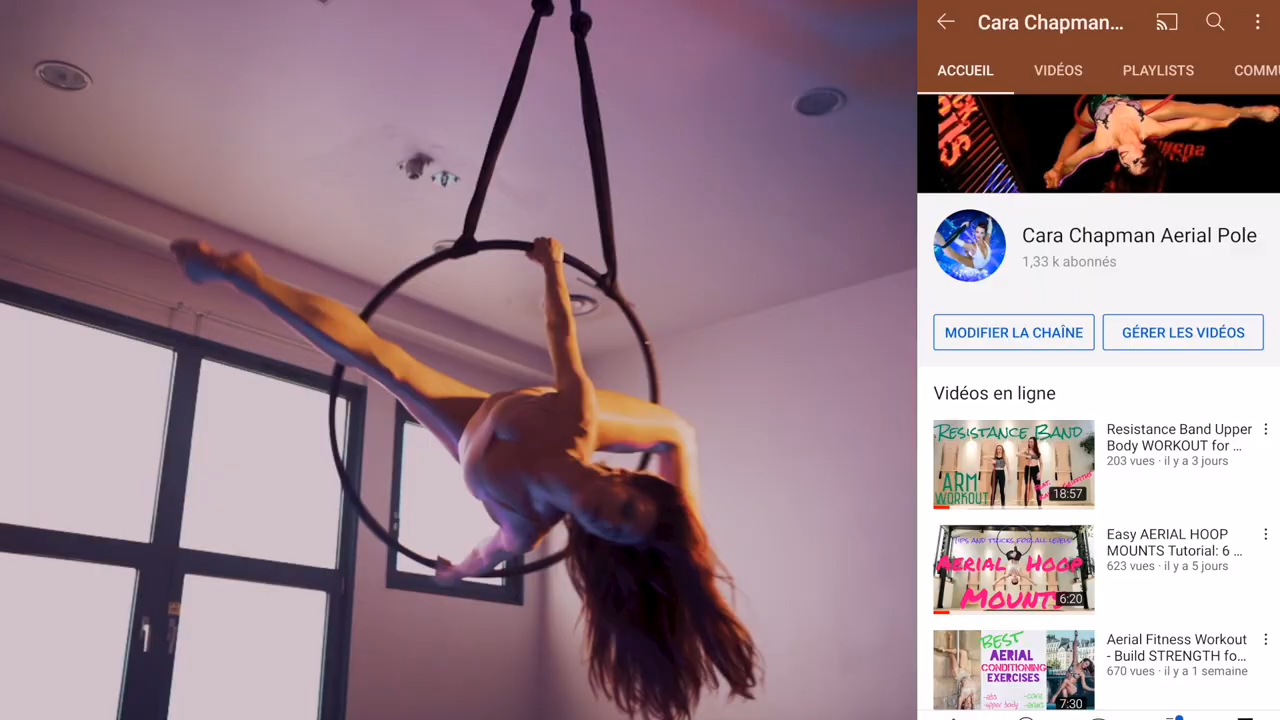 Cara Chapman...
ACCUEIL
VIDÉOS
PLAYLISTS
COMMU
Cara Chapman Aerial Pole
1,33 k abonnés
MODIFIER LA CHAÎNE
GÉRER LES VIDÉOS
Vidéos en ligne
RESISTANCE BAND
ARM
WORKOUT
18:57
Resistance Band Upper
Body WORKOUT for ...
203 vues · il y a 3 jours
TIPS AND TRICKS FOR ALL LEVELS
AERIAL HOOP
MOUNTS
6:20
Easy AERIAL HOOP
MOUNTS Tutorial: 6 ...
623 vues · il y a 5 jours
BEST
AERIAL
CONDITIONING
EXERCISES
-abs
-upper body
7:30
Aerial Fitness Workout
- Build STRENGTH fo...
670 vues · il y a 1 semaine